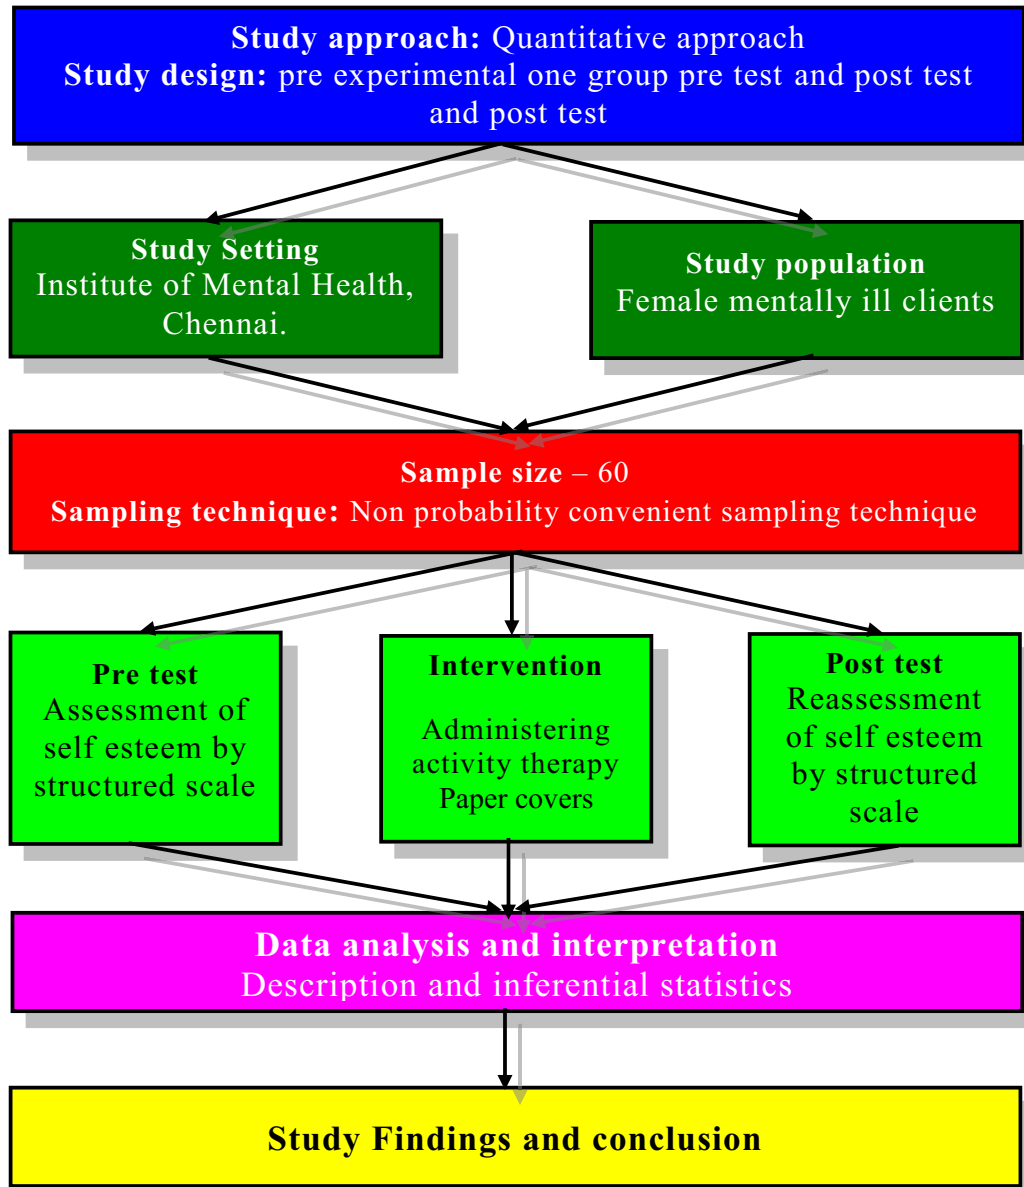 Study approach: Quantitative approach
Study design: pre experimental one group pre test and post test
and post test
Study Setting
Institute of Mental Health,
Chennai.
Study population
Female mentally ill clients
Sample size – 60
Sampling technique: Non probability convenient sampling technique
Pre test
Assessment of
self esteem by
structured scale
Intervention
Administering
activity therapy
Paper covers
Post test
Reassessment
of self esteem
by structured
scale
Data analysis and interpretation
Description and inferential statistics
Study Findings and conclusion